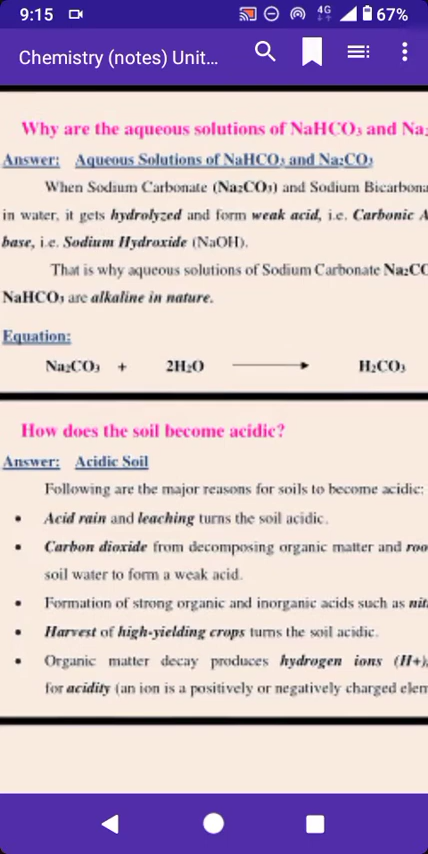 9:15 4G 67%
Chemistry (notes) Unit...
Why are the aqueous solutions of NaHCO₃ and Na₂
Answer: Aqueous Solutions of NaHCO₃ and Na₂CO₃
When Sodium Carbonate (Na₂CO₃) and Sodium Bicarbona
in water, it gets hydrolyzed and form weak acid, i.e. Carbonic A
base, i.e. Sodium Hydroxide (NaOH).
That is why aqueous solutions of Sodium Carbonate Na₂CO
NaHCO₃ are alkaline in nature.
Equation:
Na₂CO₃ + 2H₂O ⟶ H₂CO₃
How does the soil become acidic?
Answer: Acidic Soil
Following are the major reasons for soils to become acidic:
• Acid rain and leaching turns the soil acidic.
• Carbon dioxide from decomposing organic matter and roo
soil water to form a weak acid.
• Formation of strong organic and inorganic acids such as nit
• Harvest of high-yielding crops turns the soil acidic.
• Organic matter decay produces hydrogen ions (H+),
for acidity (an ion is a positively or negatively charged elem